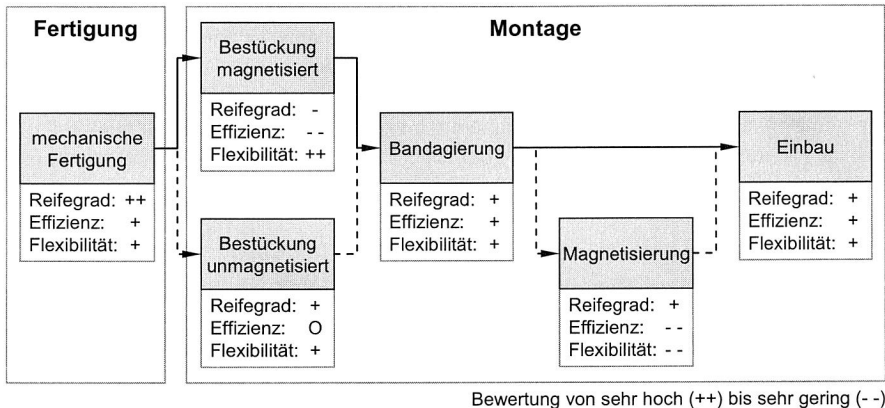 Fertigung
mechanische
Fertigung
Reifegrad: ++
Effizienz: +
Flexibilität: +
Montage
Bestückung
magnetisiert
Reifegrad: -
Effizienz: - -
Flexibilität: ++
Bestückung
unmagnetisiert
Reifegrad: +
Effizienz: O
Flexibilität: +
Bandagierung
Reifegrad: +
Effizienz: +
Flexibilität: +
Magnetisierung
Reifegrad: +
Effizienz: - -
Flexibilität: - -
Einbau
Reifegrad: +
Effizienz: +
Flexibilität: +
Bewertung von sehr hoch (++) bis sehr gering (- -)